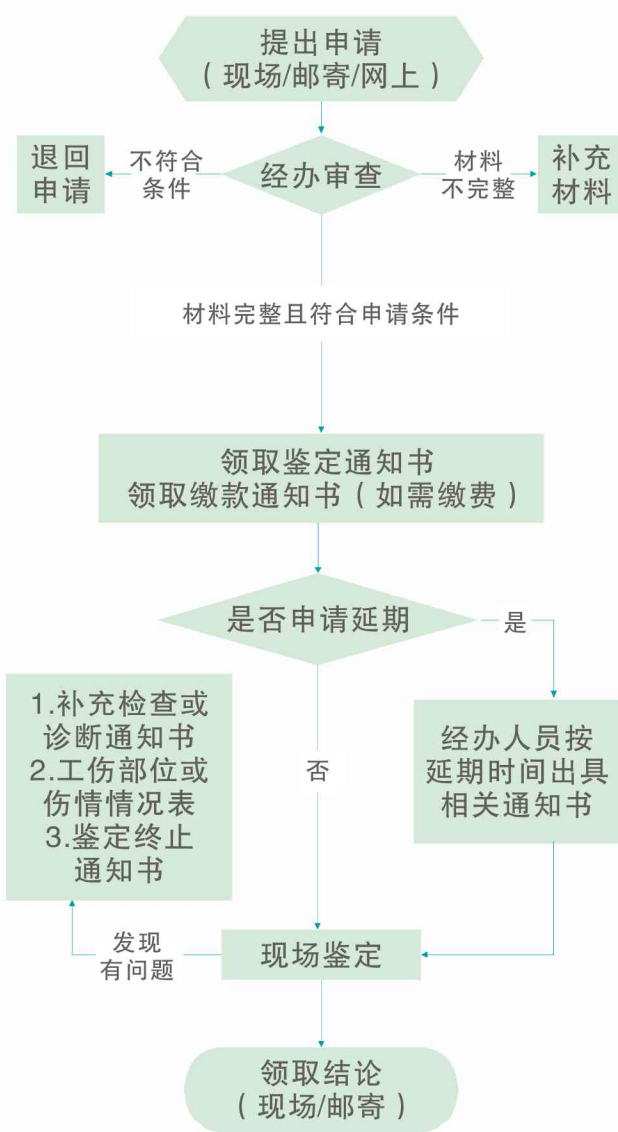 提出申请
（现场/邮寄/网上）
退回
申请
不符合
条件
经办审查
材料
不完整
补充
材料
材料完整且符合申请条件
领取鉴定通知书
领取缴款通知书（如需缴费）
是否申请延期
是
1.补充检查或
诊断通知书
2.工伤部位或
伤情情况表
3.鉴定终止
通知书
否
经办人员按
延期时间出具
相关通知书
发现
有问题
现场鉴定
领取结论
（现场/邮寄）